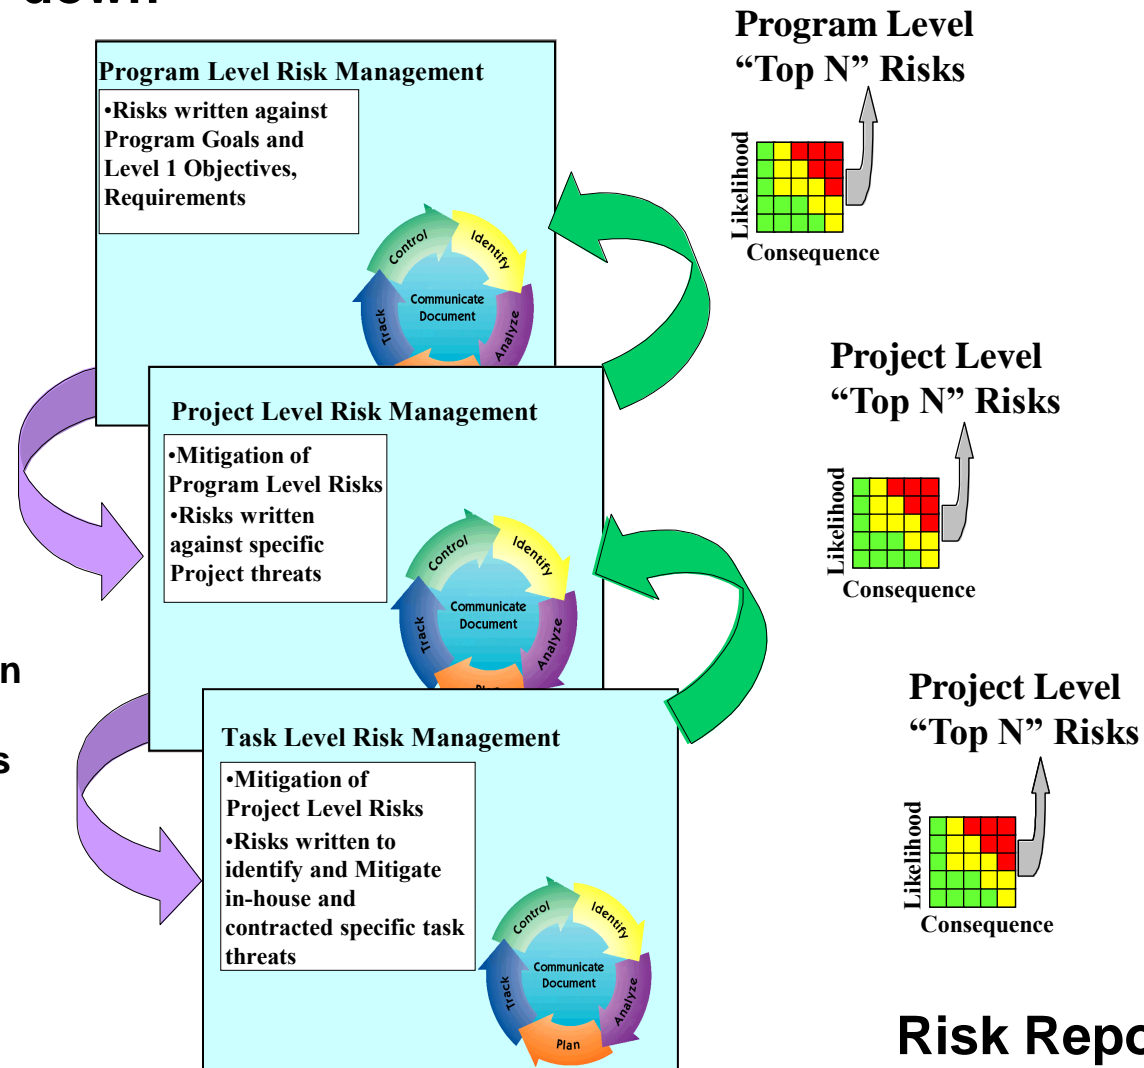 down
Program Level Risk Management
•Risks written against
Program Goals and
Level 1 Objectives,
Requirements
Control
Identify
Communicate
Document
Track
Analyze
Project Level Risk Management
•Mitigation of
Program Level Risks
•Risks written
against specific
Project threats
Control
Identify
Communicate
Document
Track
Analyze
n
s
Task Level Risk Management
•Mitigation of
Project Level Risks
•Risks written to
identify and Mitigate
in-house and
contracted specific task
threats
Control
Identify
Communicate
Document
Track
Analyze
Plan
Program Level
“Top N” Risks
Likelihood
Consequence
Project Level
“Top N” Risks
Likelihood
Consequence
Project Level
“Top N” Risks
Likelihood
Consequence
Risk Repo